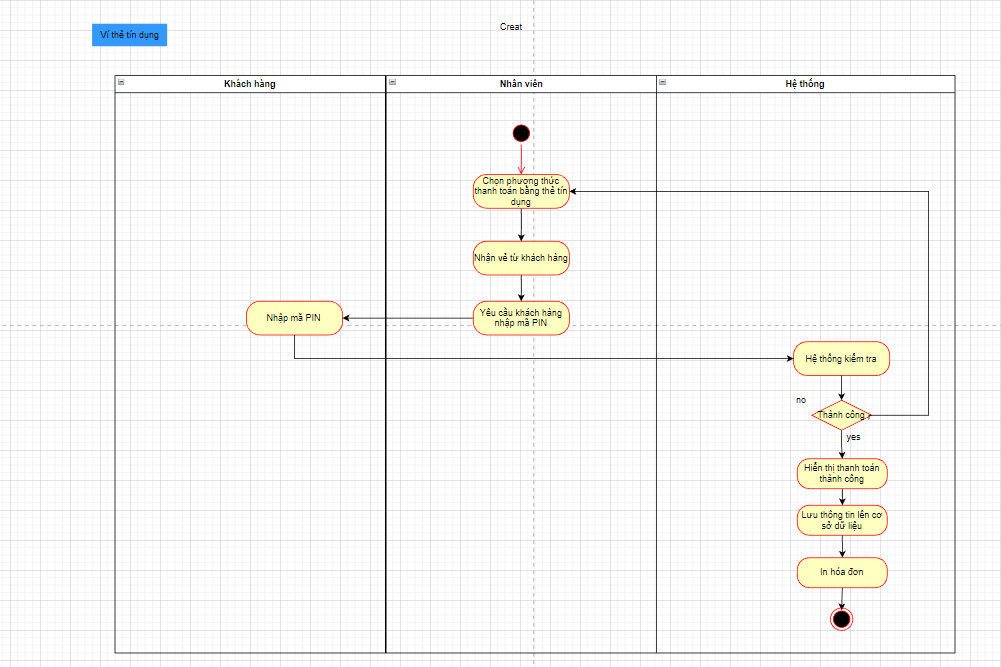 Creat
Ví thẻ tín dụng
Khách hàng
Nhân viên
Hệ thống
Chọn phương thức
thanh toán bằng thẻ tín
dụng
Nhận vẻ từ khách hàng
Yêu cầu khách hàng
nhập mã PIN
Nhập mã PIN
Hệ thống kiểm tra
no
Thành công ?
yes
Hiển thị thanh toán
thành công
Lưu thông tin lên cơ
sở dữ liệu
In hóa đơn